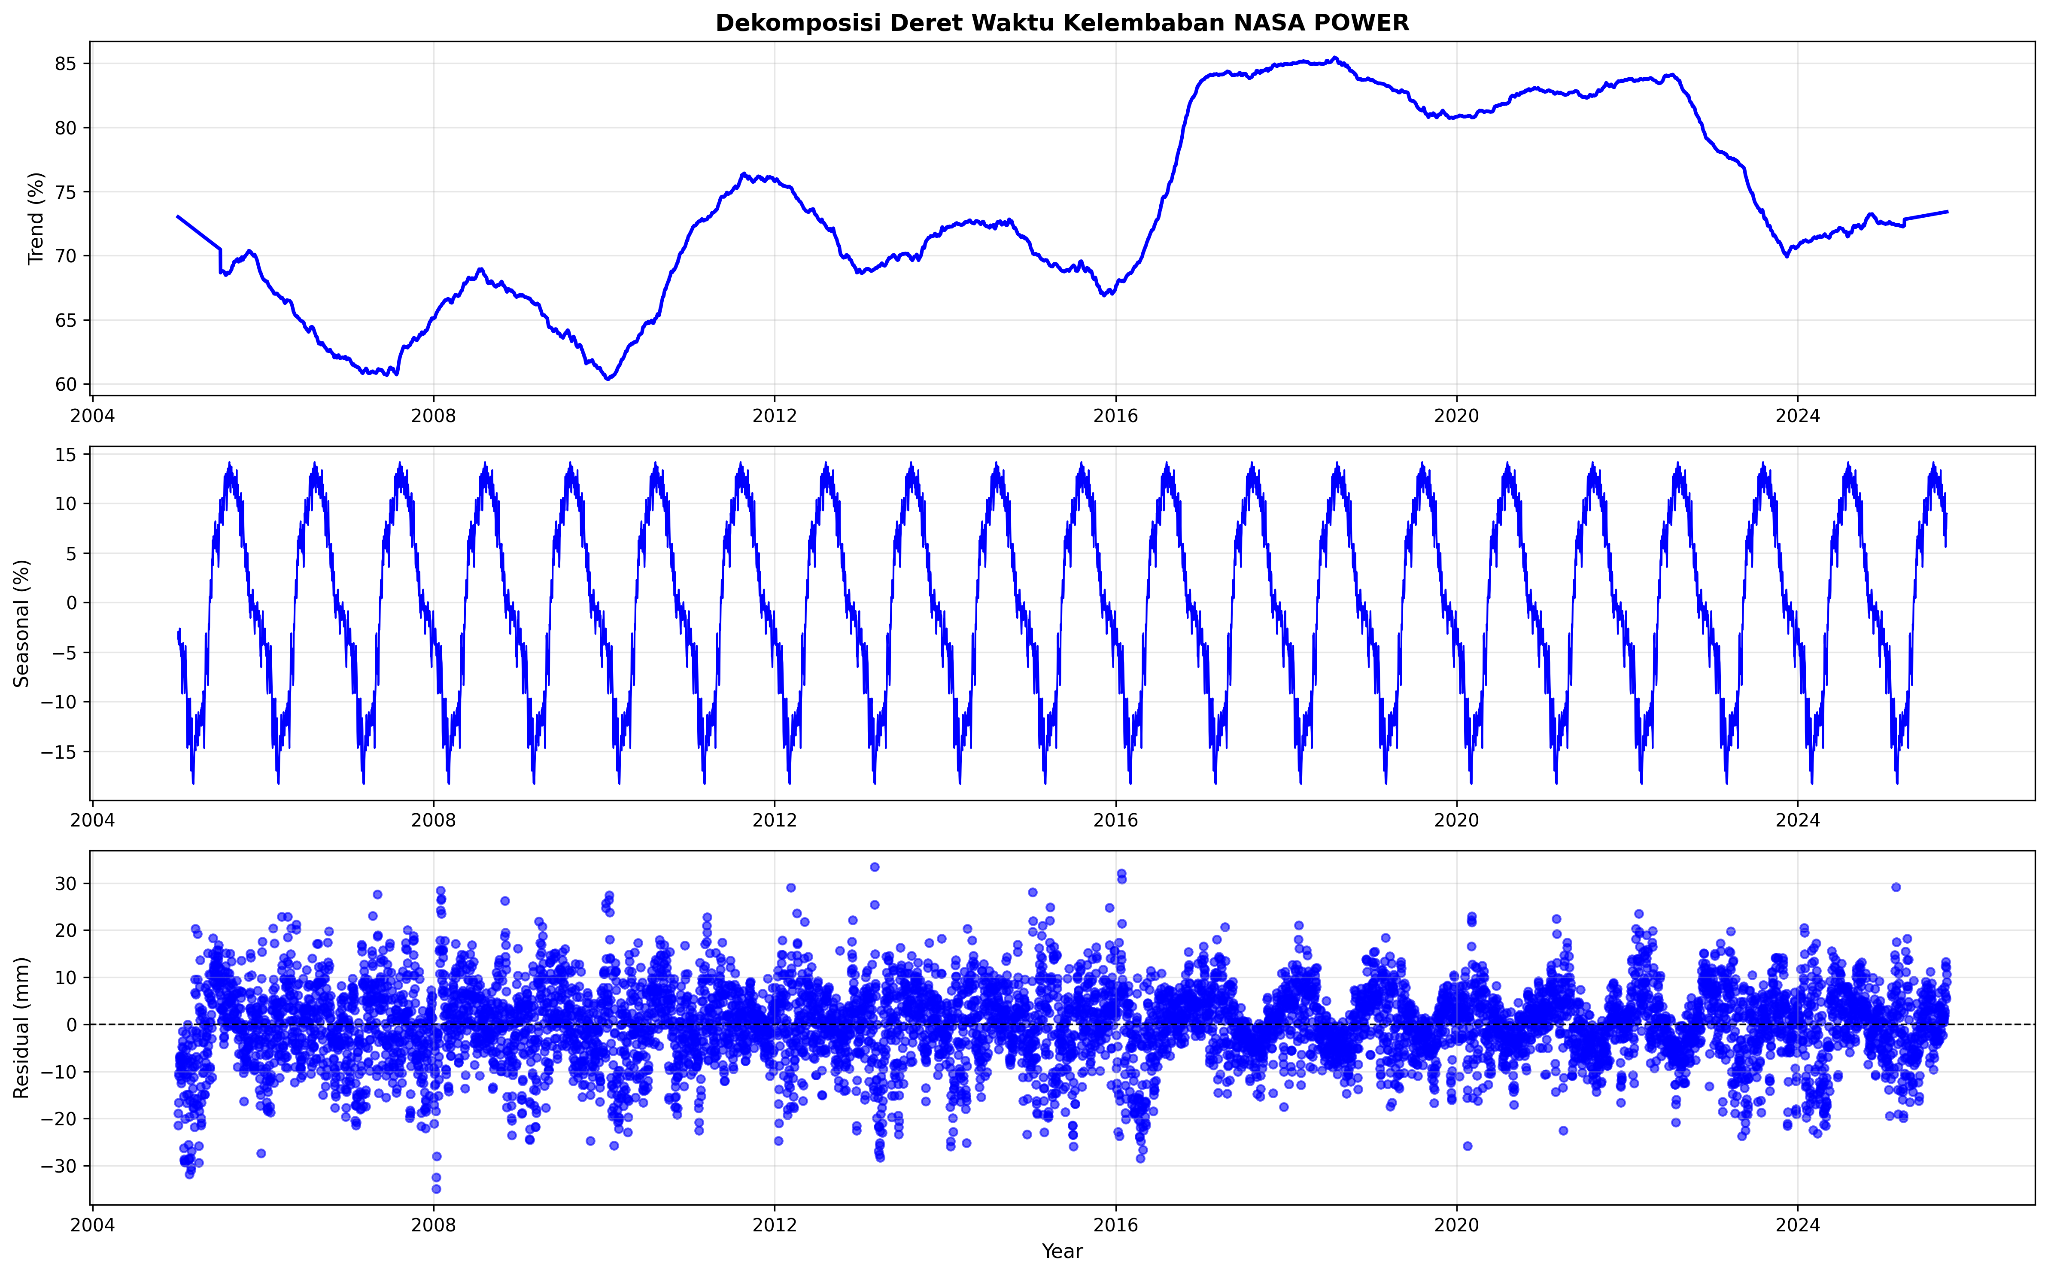 Dekomposisi Deret Waktu Kelembaban NASA POWER
Trend (%)
85
80
75
70
65
60
2004 2008 2012 2016 2020 2024
Seasonal (%)
15
10
5
0
−5
−10
−15
2004 2008 2012 2016 2020 2024
Residual (mm)
30
20
10
0
−10
−20
−30
2004 2008 2012 2016 2020 2024
Year